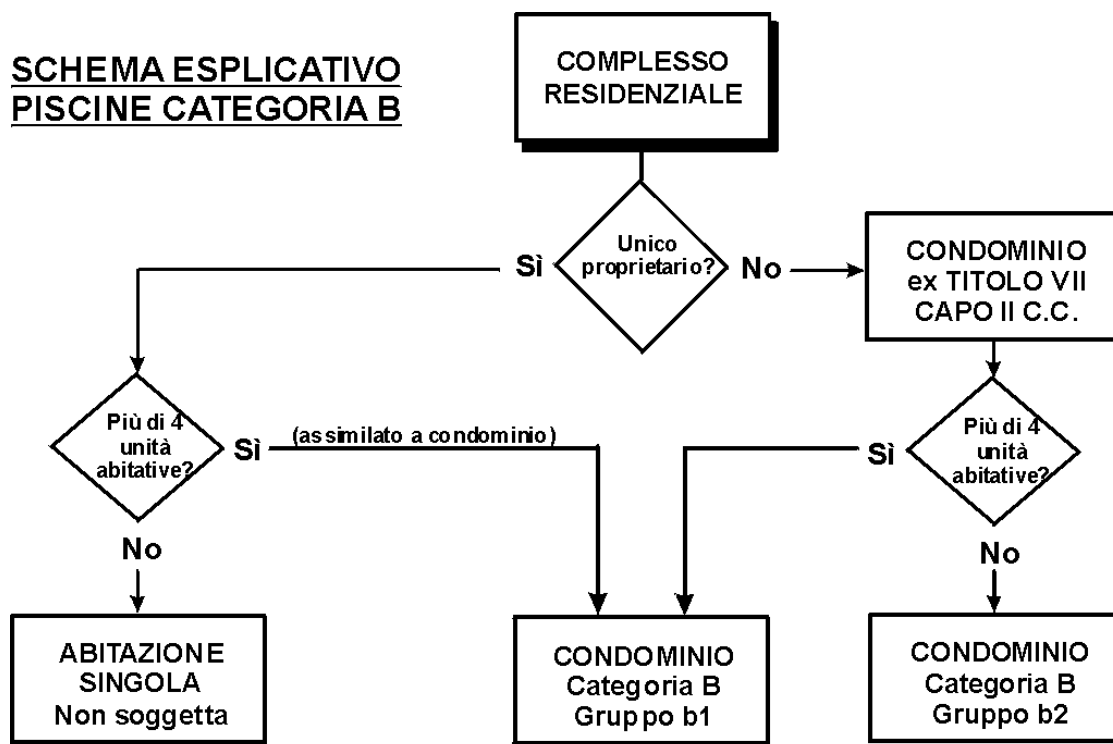 SCHEMA ESPLICATIVO
PISCINE CATEGORIA B
COMPLESSO
RESIDENZIALE
Unico
proprietario?
Sì
No
CONDOMINIO
ex TITOLO VII
CAPO II C.C.
Più di 4
unità
abitative?
Sì
(assimilato a condominio)
Sì
Più di 4
unità
abitative?
No
No
ABITAZIONE
SINGOLA
Non soggetta
CONDOMINIO
Categoria B
Gruppo b1
CONDOMINIO
Categoria B
Gruppo b2